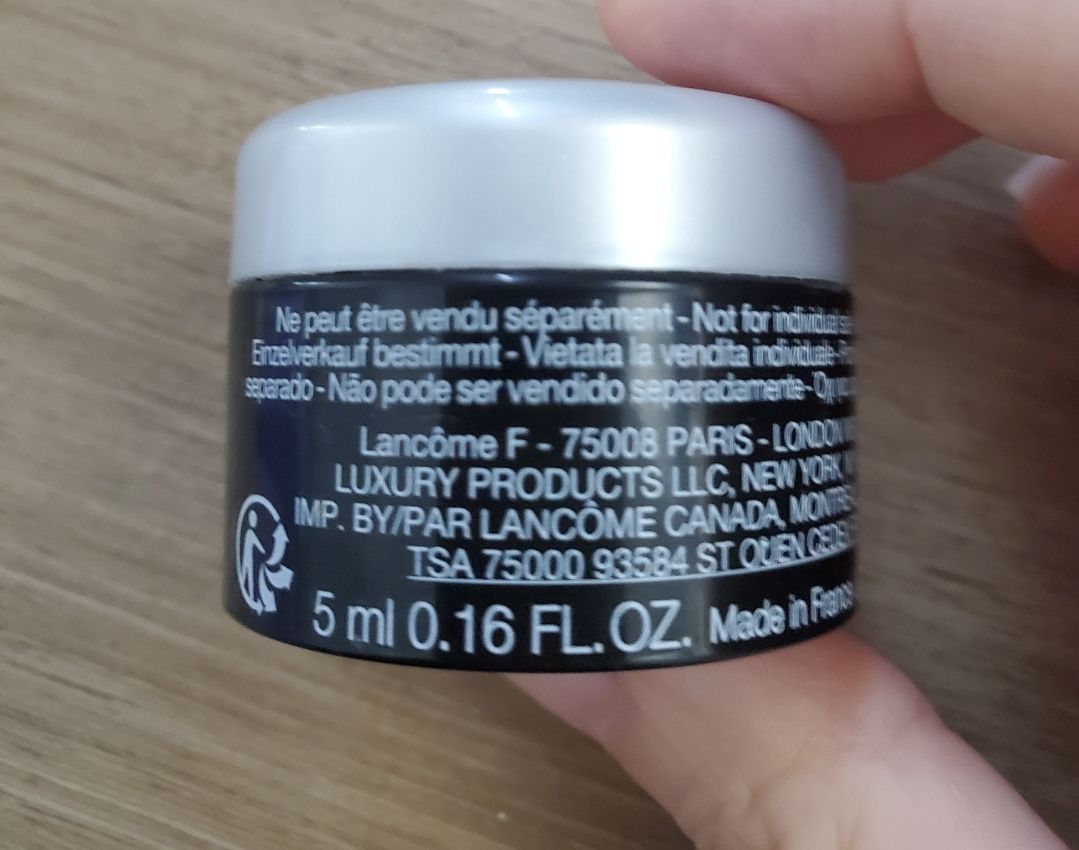 Ne peut être vendu séparément - Not for individual
Einzelverkauf bestimmt - Vietata la vendita individuale -
separado - Não pode ser vendido separadamente -
Lancôme F - 75008 PARIS - LONDON
LUXURY PRODUCTS LLC, NEW YORK,
IMP. BY/PAR LANCÔME CANADA,
TSA 75000 93584 ST OUEN CEDEX
5 ml 0.16 FL.OZ. Made in France